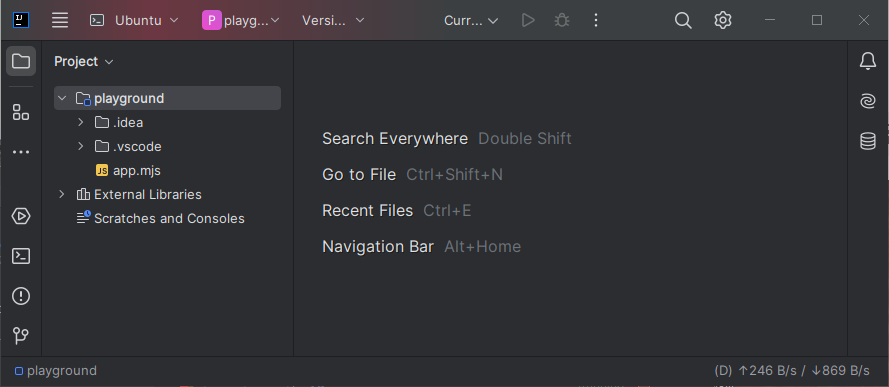 IJ
Ubuntu P playg... Versi... Curr...
Project
playground
.idea
.vscode
JS app.mjs
External Libraries
Scratches and Consoles
Search Everywhere Double Shift
Go to File Ctrl+Shift+N
Recent Files Ctrl+E
Navigation Bar Alt+Home
playground (D) ↑246 B/s / ↓869 B/s